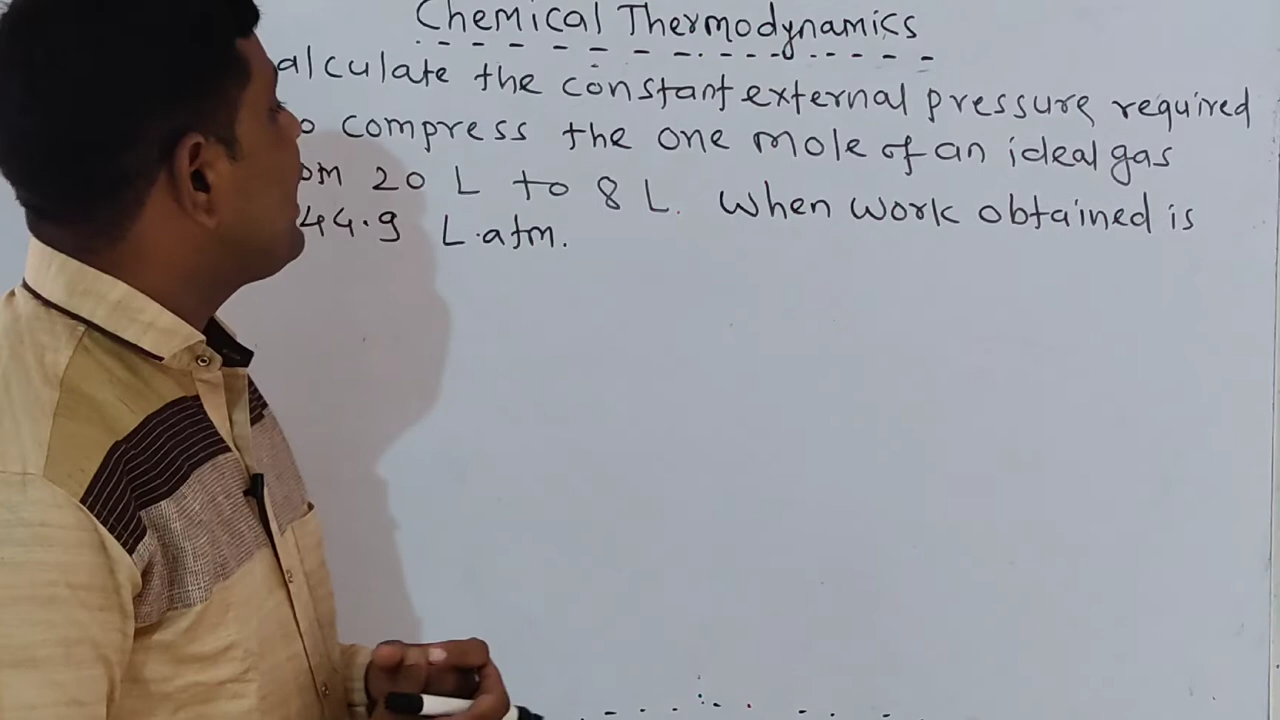 Chemical Thermodynamics
alculate the constant external pressure required
o compress the one mole of an ideal gas
om 20 L to 8 L. When work obtained is
44.9 L.atm.